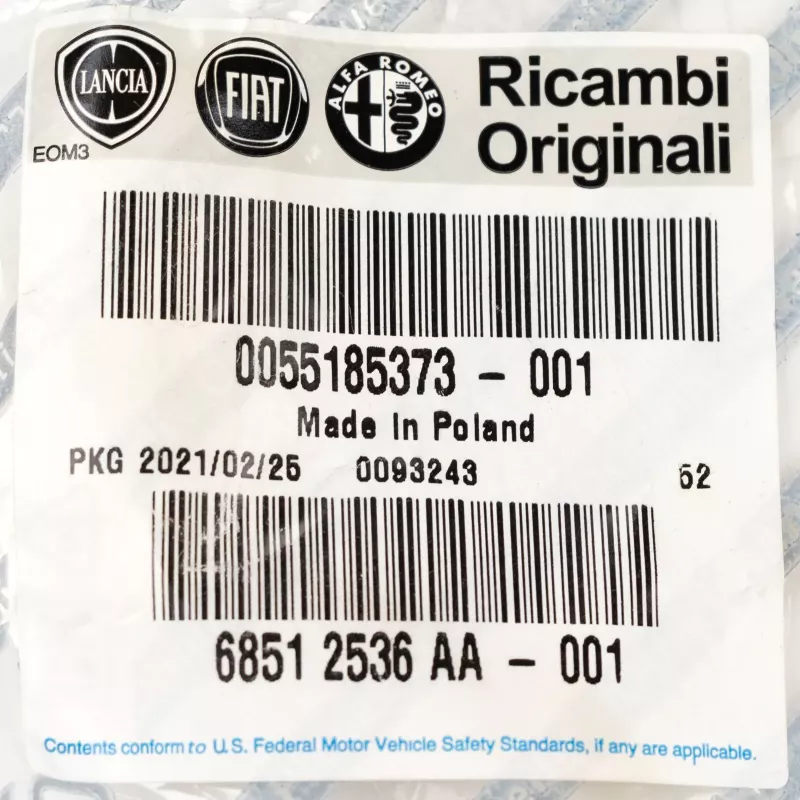 LANCIA
FIAT
ALFA ROMEO
Ricambi
Originali
EOM3
0055185373 - 001
Made In Poland
PKG 2021/02/25 0093243 52
6851 2536 AA - 001
Contents conform to U.S. Federal Motor Vehicle Safety Standards, if any are applicable.